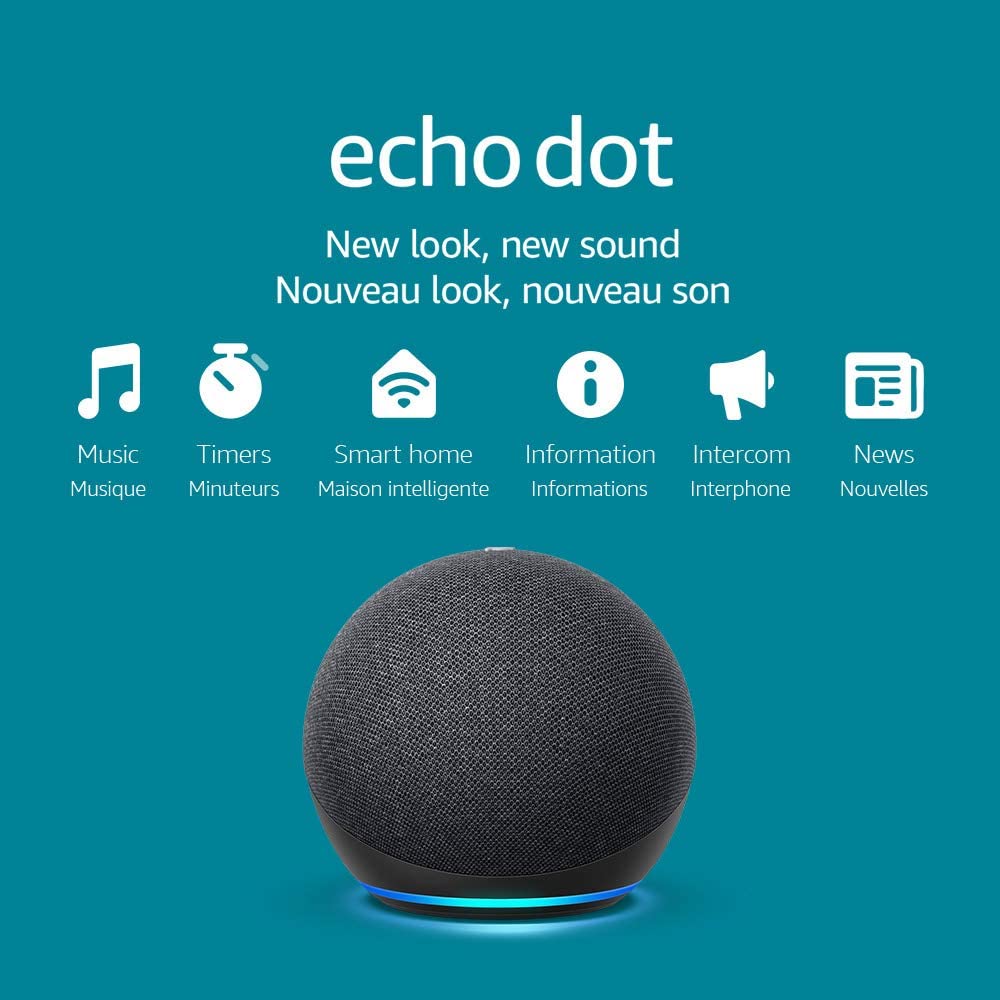 echo dot
New look, new sound
Nouveau look, nouveau son
Music Timers Smart home Information Intercom News
Musique Minuteurs Maison intelligente Informations Interphone Nouvelles